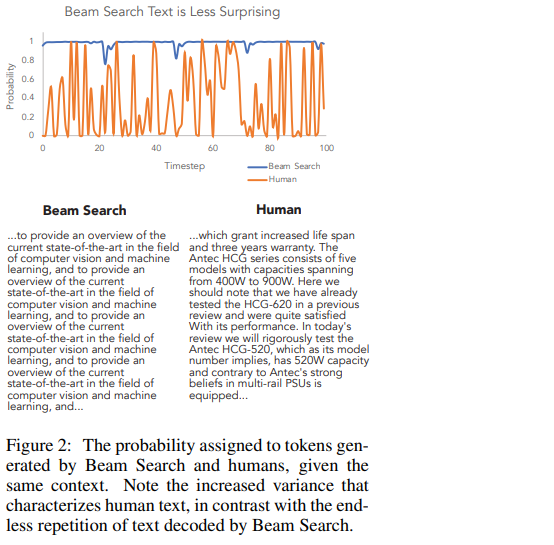 Beam Search Text is Less Surprising
Probability
1
0.8
0.6
0.4
0.2
0
0 20 40 60 80 100
Timestep
Beam Search
Human
Beam Search
...to provide an overview of the
current state-of-the-art in the field
of computer vision and machine
learning, and to provide an
overview of the current
state-of-the-art in the field of
computer vision and machine
learning, and to provide an
overview of the current
state-of-the-art in the field of
computer vision and machine
learning, and to provide an
overview of the current
state-of-the-art in the field of
computer vision and machine
learning, and...
Human
...which grant increased life span
and three years warranty. The
Antec HCG series consists of five
models with capacities spanning
from 400W to 900W. Here we
should note that we have already
tested the HCG-620 in a previous
review and were quite satisfied
With its performance. In today's
review we will rigorously test the
Antec HCG-520, which as its model
number implies, has 520W capacity
and contrary to Antec's strong
beliefs in multi-rail PSUs is
equipped...
Figure 2: The probability assigned to tokens gen-
erated by Beam Search and humans, given the
same context. Note the increased variance that
characterizes human text, in contrast with the end-
less repetition of text decoded by Beam Search.